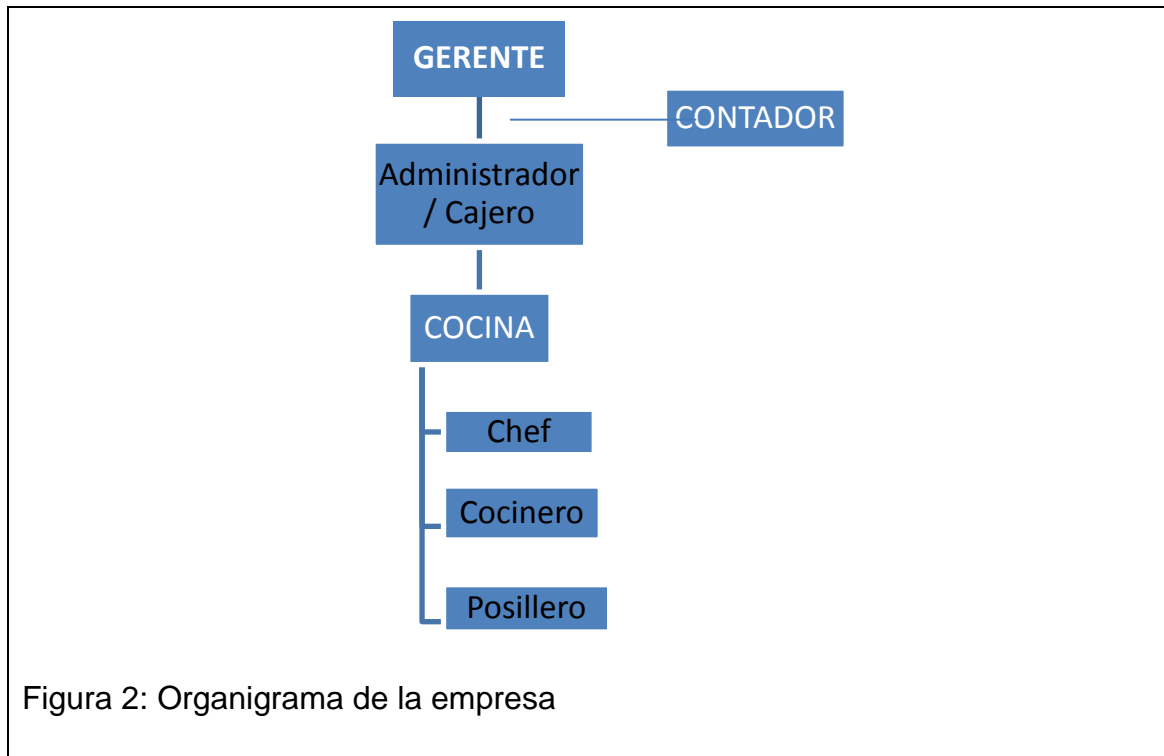 GERENTE
CONTADOR
Administrador
/ Cajero
COCINA
Chef
Cocinero
Posillero
Figura 2: Organigrama de la empresa